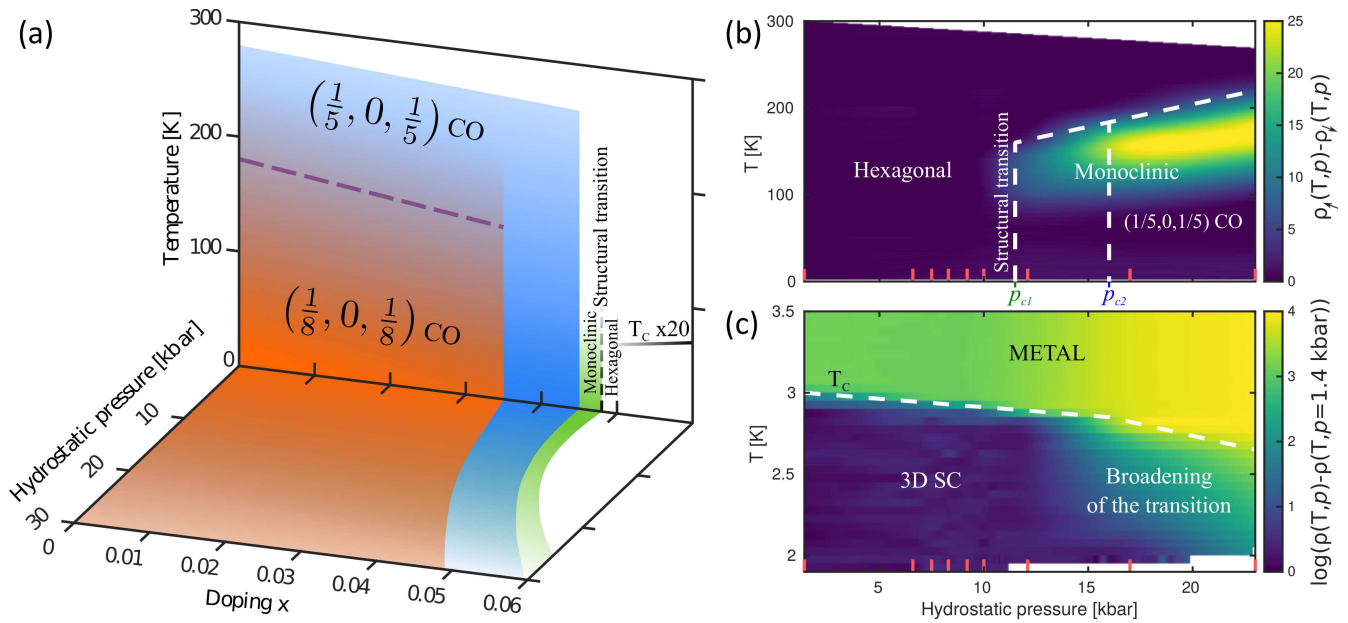 (a)
300
200
100
0
Temperature [K]
(1/5, 0, 1/5) CO
(1/8, 0, 1/8) CO
Structural transition
Monoclinic
Hexagonal
T_C x20
Hydrostatic pressure [kbar]
10
20
30
0
0.01
0.02
0.03
0.04
0.05
0.06
Doping x
(b)
300
200
100
0
T [K]
Hexagonal
Structural transition
Monoclinic
(1/5,0,1/5) CO
p_{c1}
p_{c2}
25
20
15
10
5
0
(c)
3.5
3
2.5
2
T [K]
METAL
T_C
3D SC
Broadening
of the transition
5
10
15
20
Hydrostatic pressure [kbar]
4
3
2
1
0
log(ρ(T,p)-ρ(T,p=1.4 kbar))